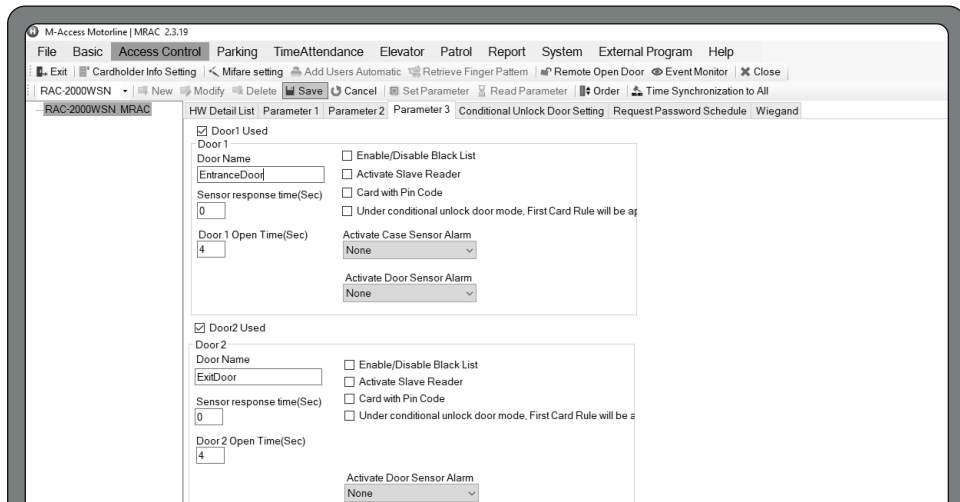 M-Access Motorline | MRAC 2.3.19
File Basic Access Control Parking TimeAttendance Elevator Patrol Report System External Program Help
Exit Cardholder Info Setting Mifare setting Add Users Automatic Retrieve Finger Pattern Remote Open Door Event Monitor Close
RAC-2000WSN New Modify Delete Save Cancel Set Parameter Read Parameter Order Time Synchronization to All
RAC-2000WSN MRAC
HW Detail List Parameter 1 Parameter 2 Parameter 3 Conditional Unlock Door Setting Request Password Schedule Wiegand
Door1 Used
Door 1
Door Name
EntranceDoor
Sensor response time(Sec)
0
Door 1 Open Time(Sec)
4
Enable/Disable Black List
Activate Slave Reader
Card with Pin Code
Under conditional unlock door mode, First Card Rule will be ap
Activate Case Sensor Alarm
None
Activate Door Sensor Alarm
None
Door2 Used
Door 2
Door Name
ExitDoor
Sensor response time(Sec)
0
Door 2 Open Time(Sec)
4
Enable/Disable Black List
Activate Slave Reader
Card with Pin Code
Under conditional unlock door mode, First Card Rule will be a
Activate Door Sensor Alarm
None